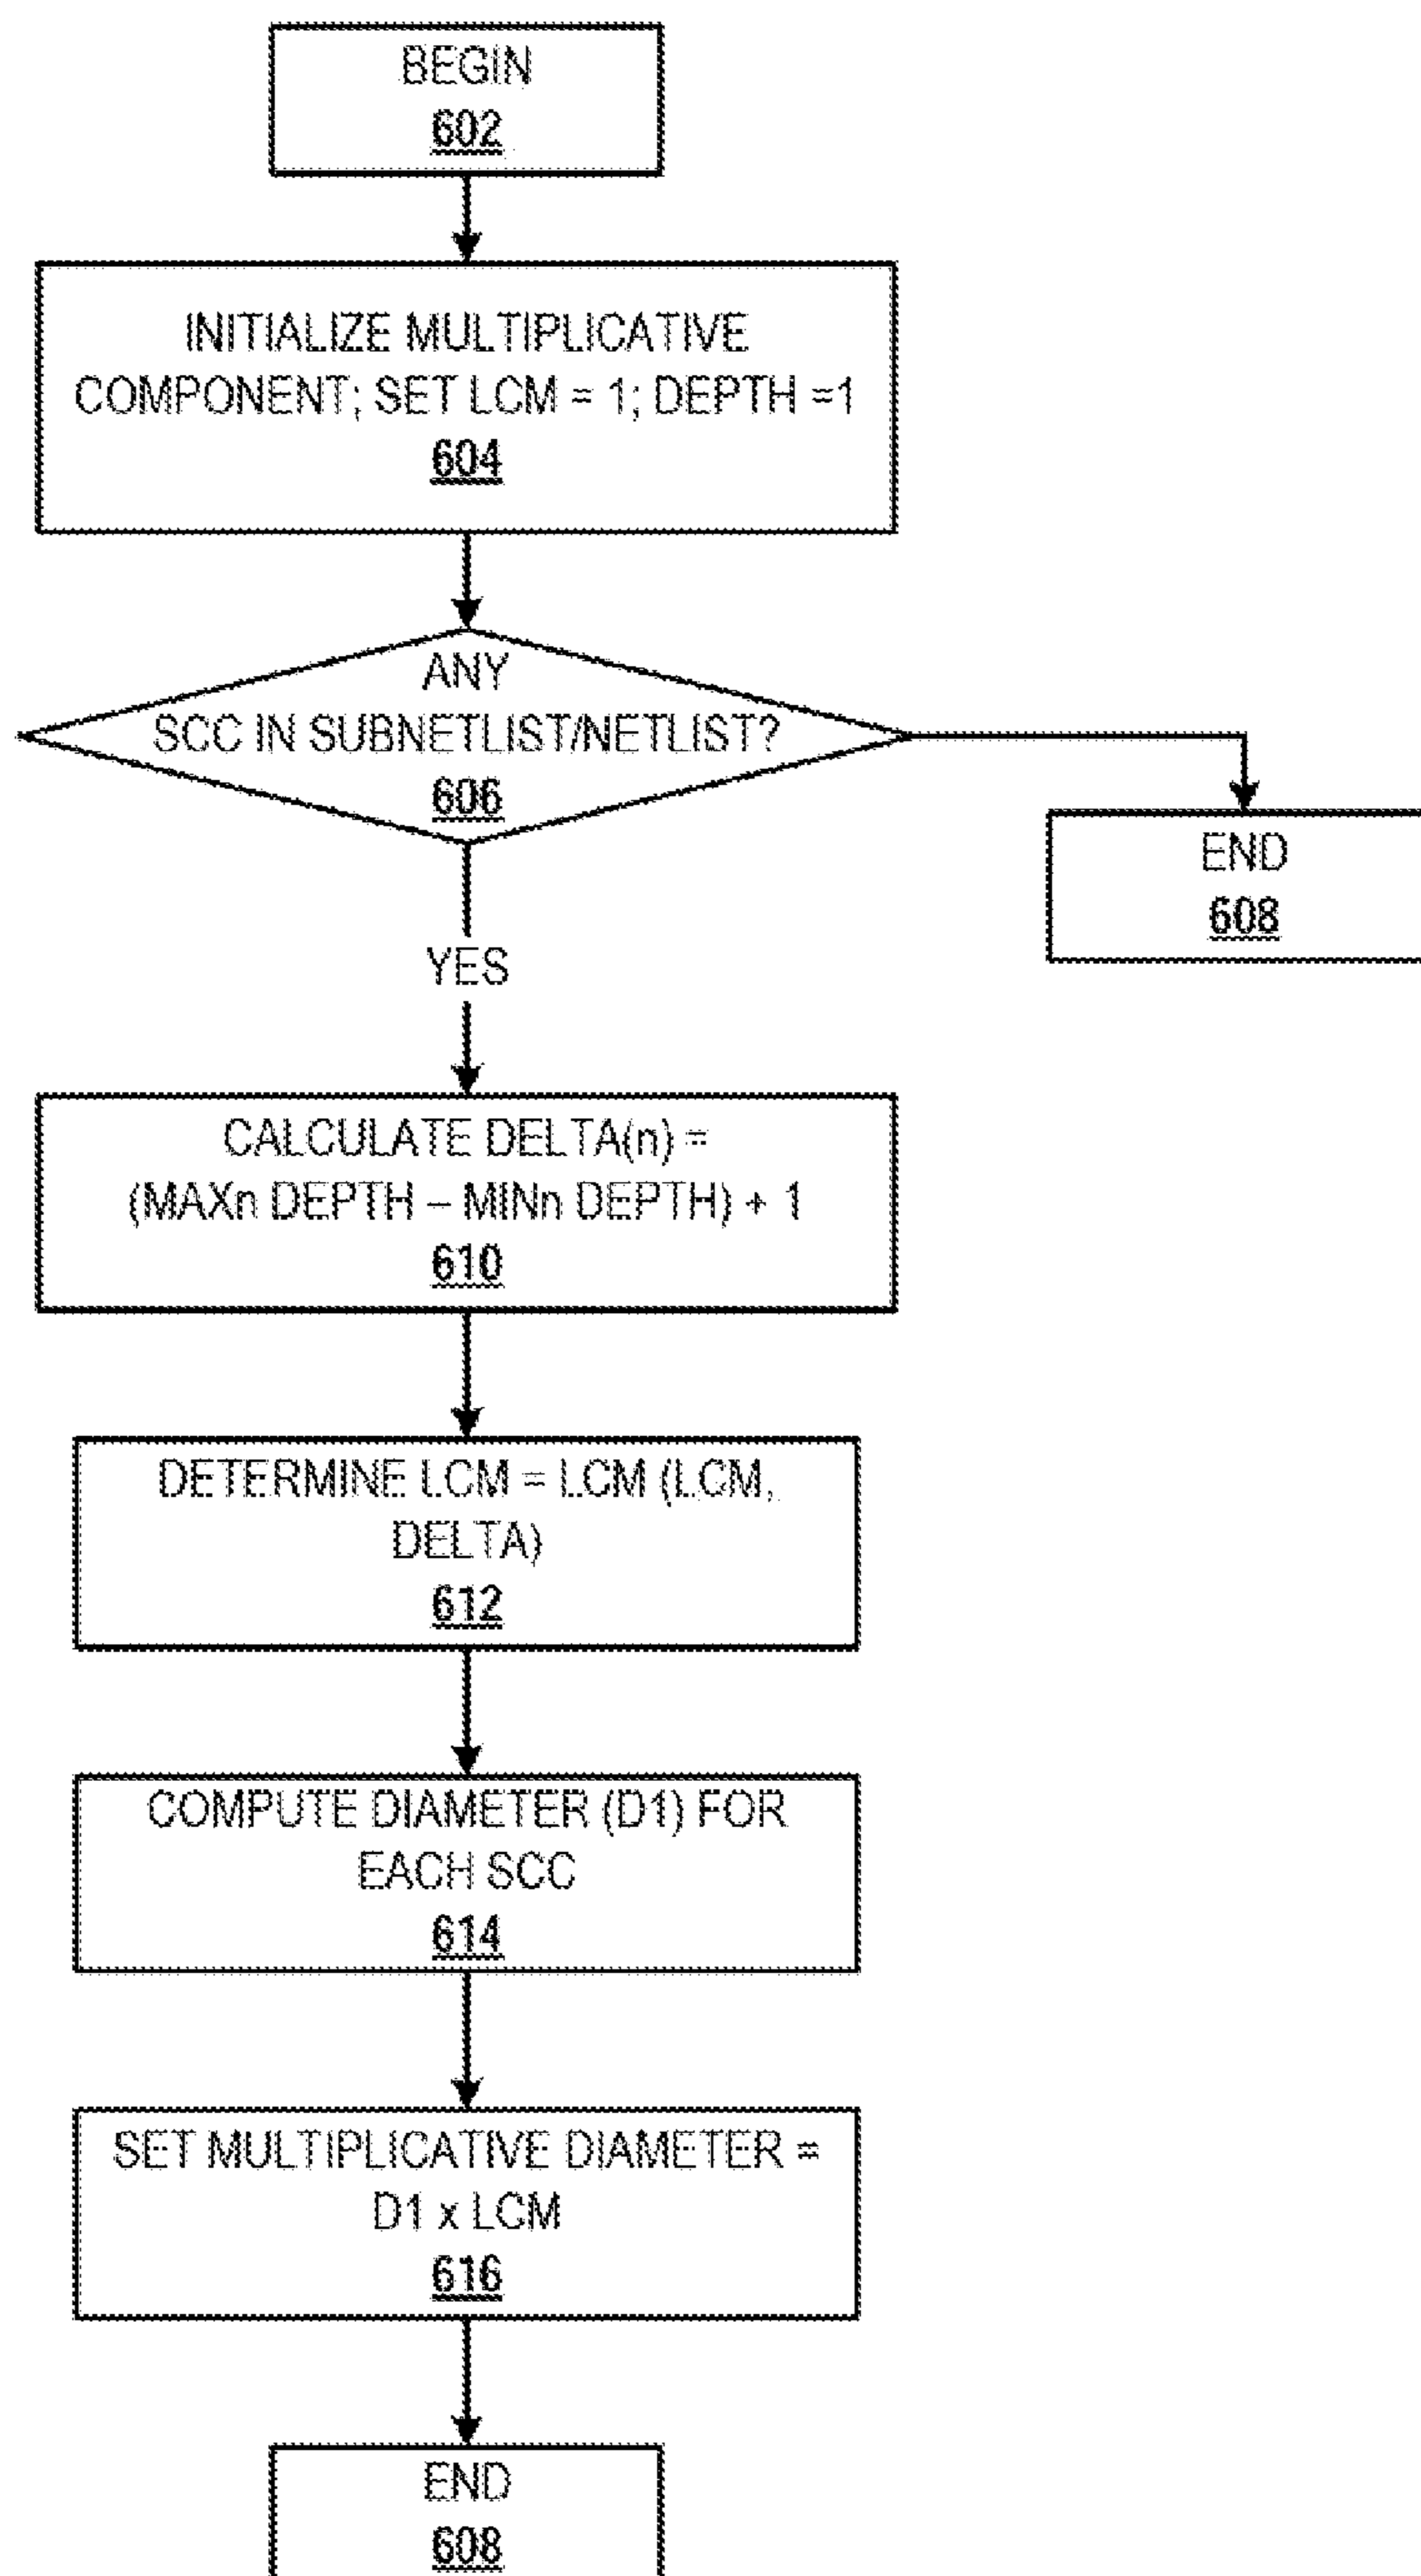 BEGIN
602
INITIALIZE MULTIPLICATIVE
COMPONENT; SET LCM = 1; DEPTH =1
604
ANY
SCC IN SUBNETLIST/NETLIST?
606
END
608
YES
CALCULATE DELTA(n) =
(MAXn DEPTH – MINn DEPTH) + 1
610
DETERMINE LCM = LCM (LCM,
DELTA)
612
COMPUTE DIAMETER (D1) FOR
EACH SCC
614
SET MULTIPLICATIVE DIAMETER =
D1 x LCM
616
END
608